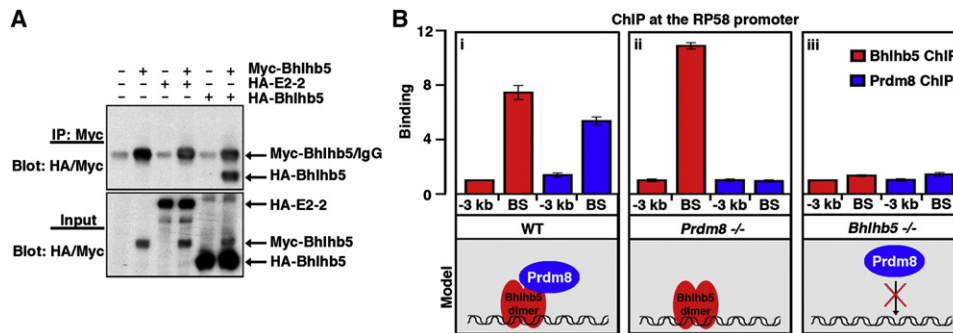 A
- + - + - + Myc-Bhlhb5
- - + + - - HA-E2-2
- - - - + + HA-Bhlhb5
IP: Myc
Blot: HA/Myc
Myc-Bhlhb5/IgG
HA-Bhlhb5
Input
Blot: HA/Myc
HA-E2-2
Myc-Bhlhb5
HA-Bhlhb5
B
ChIP at the RP58 promoter
Binding
12
8
4
0
i
ii
iii
Bhlhb5 ChIP
Prdm8 ChIP
-3 kb BS -3 kb BS
-3 kb BS -3 kb BS
-3 kb BS -3 kb BS
WT
Prdm8 -/-
Bhlhb5 -/-
Model
Prdm8
Bhlhb5
dimer
Bhlhb5
dimer
Prdm8